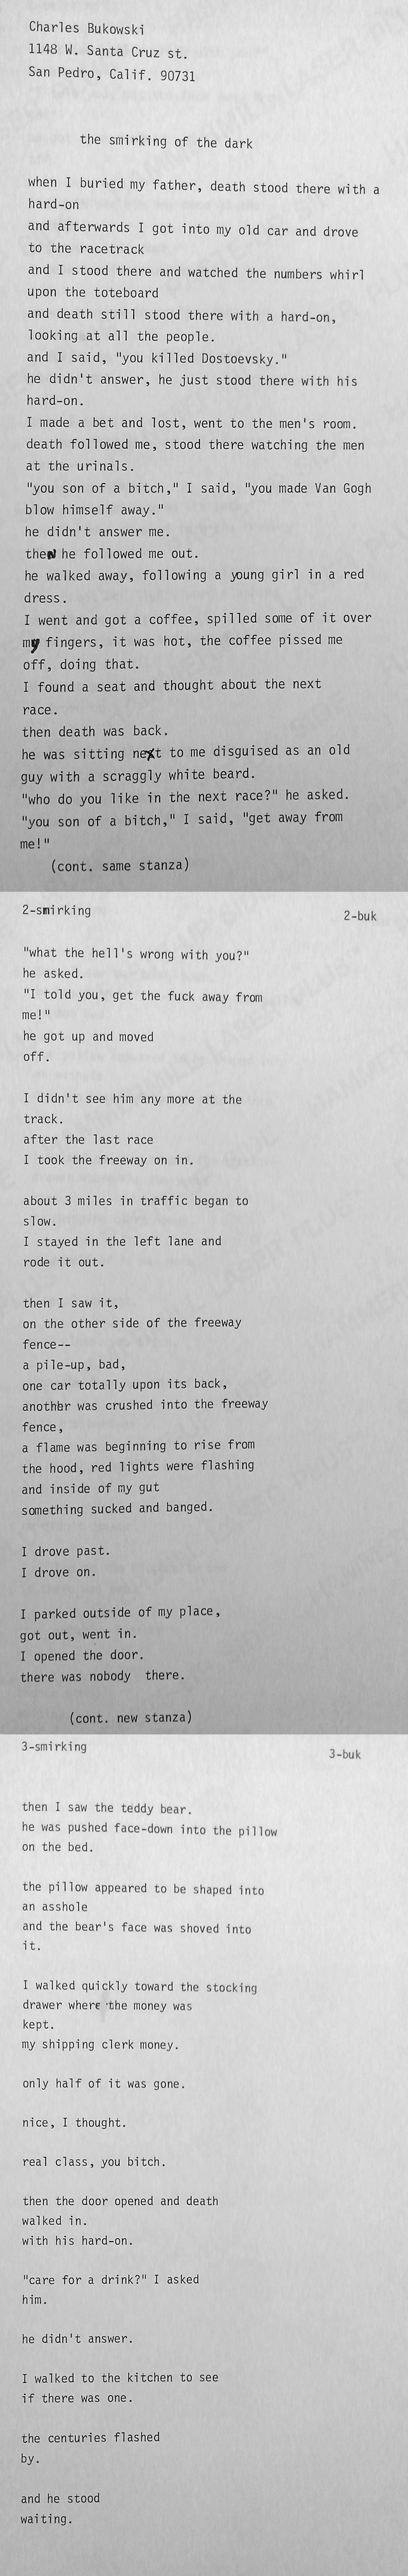 Charles Bukowski
1148 W. Santa Cruz st.
San Pedro, Calif. 90731
the smirking of the dark
when I buried my father, death stood there with a
hard-on
and afterwards I got into my old car and drove
to the racetrack
and I stood there and watched the numbers whirl
upon the toteboard
and death still stood there with a hard-on,
looking at all the people.
and I said, "you killed Dostoevsky."
he didn't answer, he just stood there with his
hard-on.
I made a bet and lost, went to the men's room.
death followed me, stood there watching the men
at the urinals.
"you son of a bitch," I said, "you made Van Gogh
blow himself away."
he didn't answer me.
then he followed me out.
he walked away, following a young girl in a red
dress.
I went and got a coffee, spilled some of it over
my fingers, it was hot, the coffee pissed me
off, doing that.
I found a seat and thought about the next
race.
then death was back.
he was sitting next to me disguised as an old
guy with a scraggly white beard.
"who do you like in the next race?" he asked.
"you son of a bitch," I said, "get away from
me!"
(cont. same stanza)
2-smirking 2-buk
"what the hell's wrong with you?"
he asked.
"I told you, get the fuck away from
me!"
he got up and moved
off.
I didn't see him any more at the
track.
after the last race
I took the freeway on in.
about 3 miles in traffic began to
slow.
I stayed in the left lane and
rode it out.
then I saw it,
on the other side of the freeway
fence--
a pile-up, bad,
one car totally upon its back,
another was crushed into the freeway
fence,
a flame was beginning to rise from
the hood, red lights were flashing
and inside of my gut
something sucked and banged.
I drove past.
I drove on.
I parked outside of my place,
got out, went in.
I opened the door.
there was nobody there.
(cont. new stanza)
3-smirking 3-buk
then I saw the teddy bear.
he was pushed face-down into the pillow
on the bed.
the pillow appeared to be shaped into
an asshole
and the bear's face was shoved into
it.
I walked quickly toward the stocking
drawer where the money was
kept.
my shipping clerk money.
only half of it was gone.
nice, I thought.
real class, you bitch.
then the door opened and death
walked in.
with his hard-on.
"care for a drink?" I asked
him.
he didn't answer.
I walked to the kitchen to see
if there was one.
the centuries flashed
by.
and he stood
waiting.